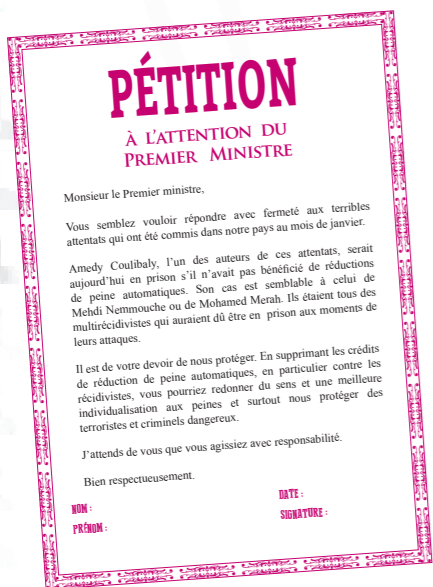 PÉTITION
À L'ATTENTION DU
PREMIER MINISTRE
Monsieur le Premier ministre,
Vous semblez vouloir répondre avec fermeté aux terribles
attentats qui ont été commis dans notre pays au mois de janvier.
Amedy Coulibaly, l'un des auteurs de ces attentats, serait
aujourd'hui en prison s'il n'avait pas bénéficié de réductions
de peine automatiques. Son cas est semblable à celui de
Mehdi Nemmouche ou de Mohamed Merah. Ils étaient tous des
multirécidivistes qui auraient dû être en prison aux moments de
leurs attaques.
Il est de votre devoir de nous protéger. En supprimant les crédits
de réduction de peine automatiques, en particulier contre les
récidivistes, vous pourriez redonner du sens et une meilleure
individualisation aux peines et surtout nous protéger des
terroristes et criminels dangereux.
J'attends de vous que vous agissiez avec responsabilité.
Bien respectueusement.
NOM :
PRÉNOM :
DATE :
SIGNATURE :